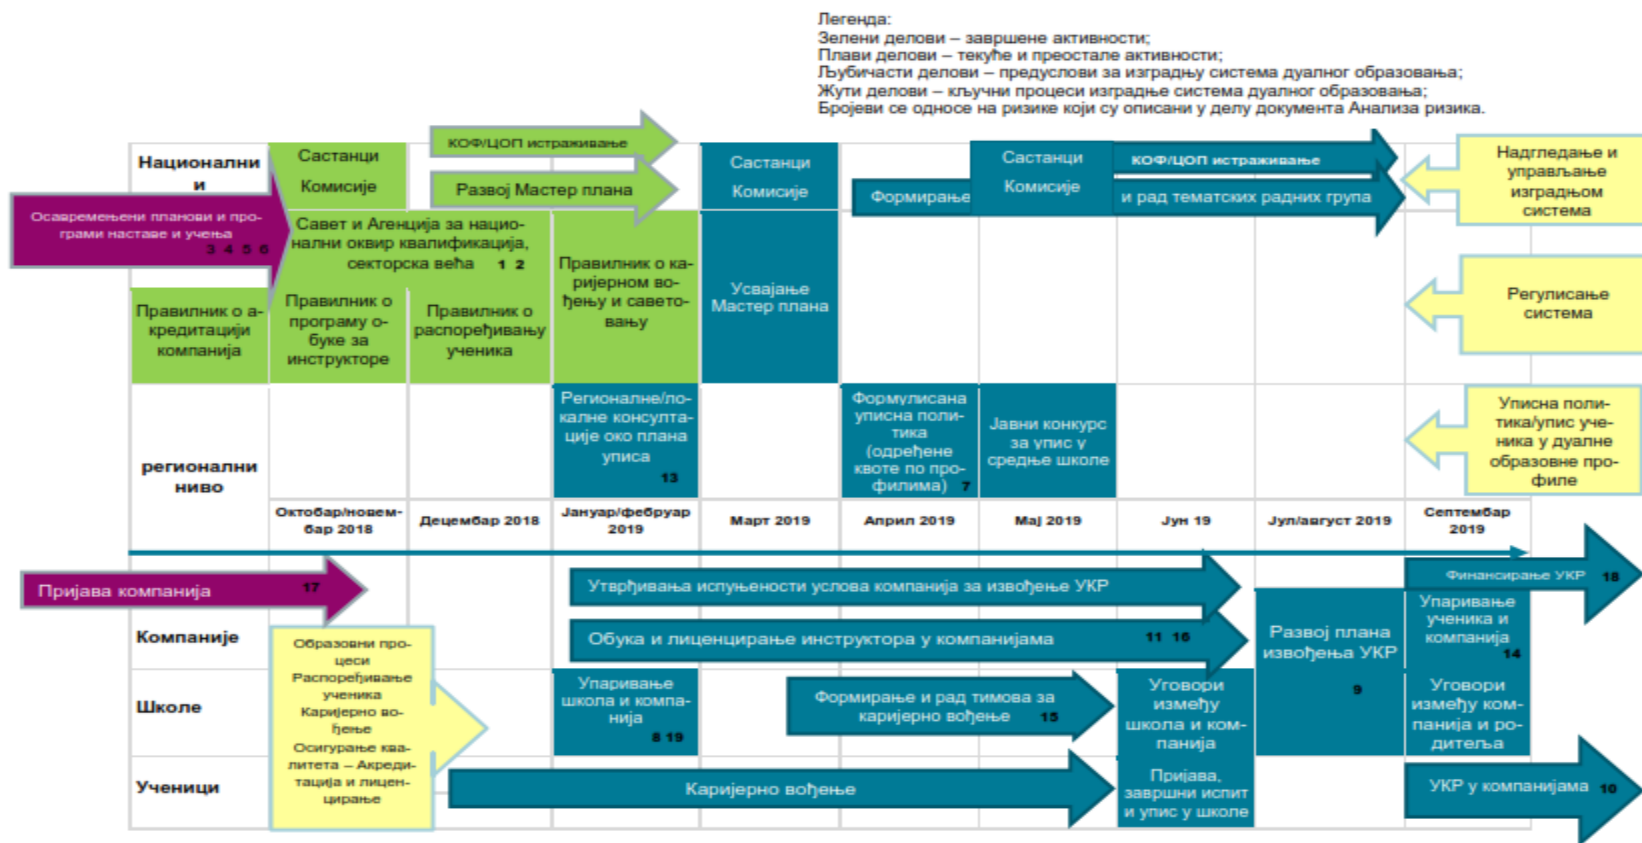 Легенда:
Зелени делови – завршене активности;
Плави делови – текуће и преостале активности;
Љубичасти делови – предуслови за изградњу система дуалног образовања;
Жути делови – кључни процеси изградње система дуалног образовања;
Бројеви се односе на ризике који су описани у делу документа Анализа ризика.
Национални
и
Састанци
Комисије
КОФ/ЦОП истраживање
Развој Мастер плана
Састанци
Комисије
Формирање
Састанци
Комисије
КОФ/ЦОП истраживање
и рад тематских радних група
Надгледање и
управљање
изградњом
система
Осавремењени планови и про-
грами наставе и учења
3 4 5 6
Савет и Агенција за нацио-
нални оквир квалификација,
секторска већа 1 2
Правилник о ка-
ријерном во-
ђењу и савето-
вању
Усвајање
Мастер плана
Регулисање
система
Правилник о а-
кредитацији
компанија
Правилник о
програму о-
буке за
инструкторе
Правилник о
распоређивању
ученика
регионални
ниво
Регионалне/ло-
калне консулта-
ције око плана
уписа
13
Формулисана
уписна поли-
тика
(одређене
квоте по про-
филима) 7
Јавни конкурс
за упис у
средње школе
Уписна поли-
тика/упис уче-
ника у дуалне
образовне про-
филе
Октобар/новем-
бар 2018
Децембар 2018
Јануар/фебруар
2019
Март 2019
Април 2019
Мај 2019
Јун 19
Јул/август 2019
Септембар
2019
Пријава компанија 17
Утврђивања испуњености услова компанија за извођење УКР
Финансирање УКР 18
Компаније
Обука и лиценцирање инструктора у компанијама 11 16
Развој плана
извођења УКР
9
Упаривање
ученика и
компанија
14
Образовни про-
цеси
Распоређивање
ученика
Каријерно во-
ђење
Осигурање ква-
литета – Акреди-
тација и лиценци-
цирање
Школе
Упаривање
школа и компа-
нија
8 19
Формирање и рад тимова за
каријерно вођење 15
Уговори
између
школа и ком-
панија
Уговори
између ком-
панија и ро-
дитеља
Ученици
Каријерно вођење
Пријава,
завршни испит
и упис у школе
УКР у компанијама 10